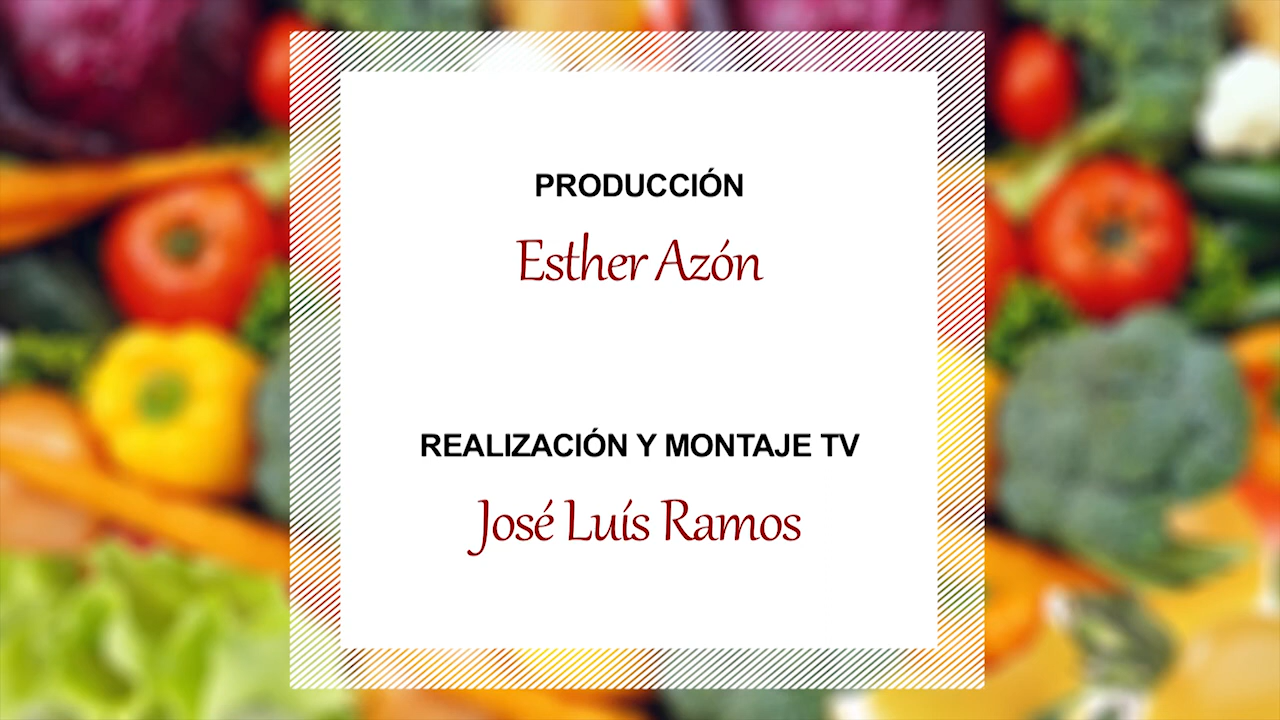 PRODUCCIÓN
Esther Azón
REALIZACIÓN Y MONTAJE TV
José Luís Ramos